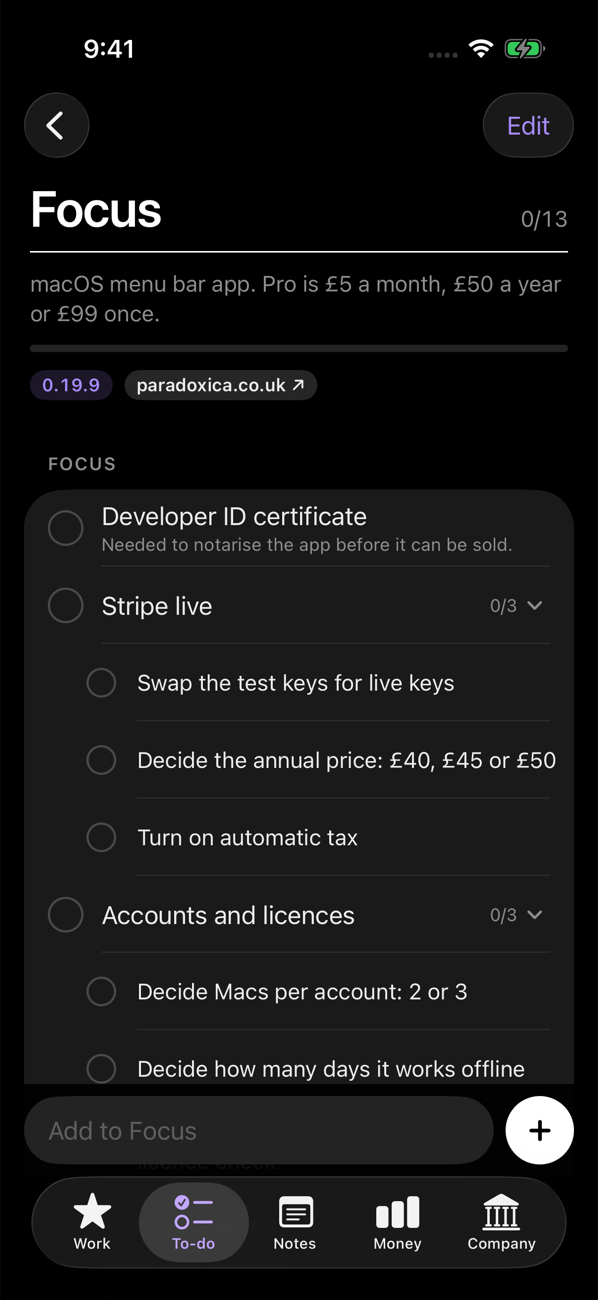 9:41
Edit
Focus
0/13
macOS menu bar app. Pro is £5 a month, £50 a year
or £99 once.
0.19.9
paradoxica.co.uk ↗
FOCUS
Developer ID certificate
Needed to notarise the app before it can be sold.
Stripe live
0/3
Swap the test keys for live keys
Decide the annual price: £40, £45 or £50
Turn on automatic tax
Accounts and licences
0/3
Decide Macs per account: 2 or 3
Decide how many days it works offline
Add to Focus
licence check
Work
To-do
Notes
Money
Company